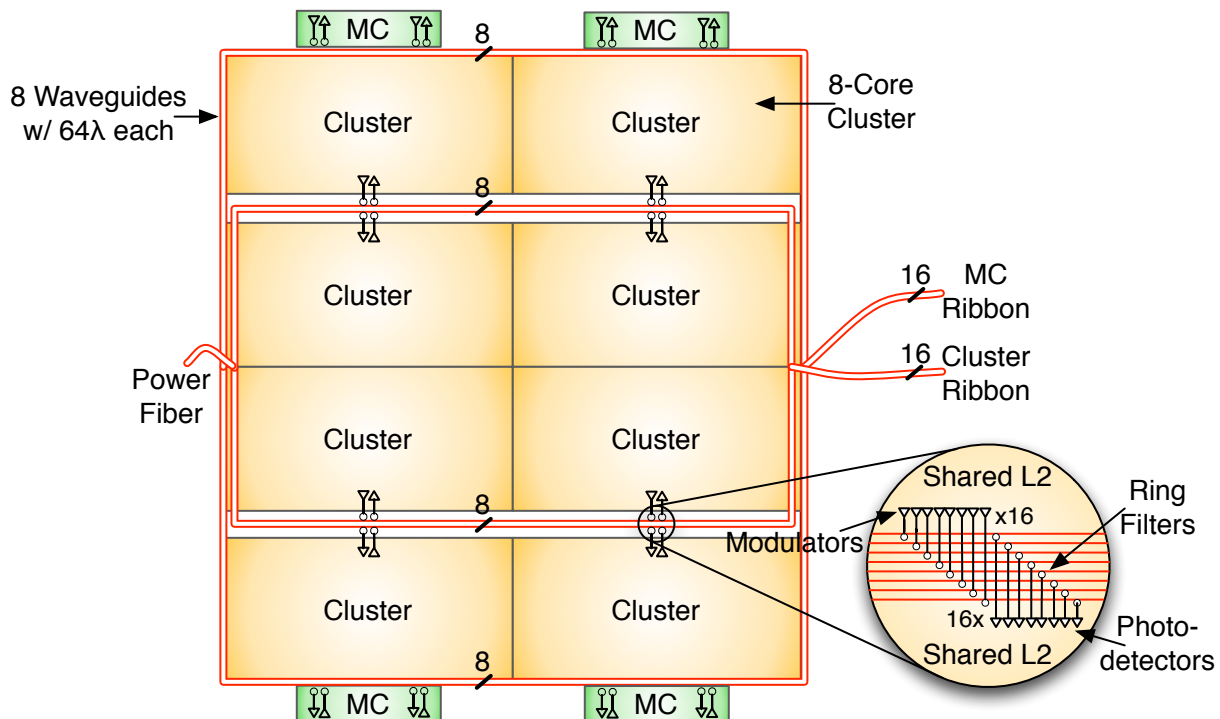 MC
8
MC
8 Waveguides
w/ 64λ each
Cluster
Cluster
8-Core
Cluster
8
Cluster
Cluster
16
MC
Ribbon
16
Cluster
Ribbon
Power
Fiber
Cluster
Cluster
8
Shared L2
Ring
Filters
Modulators
x16
Cluster
Cluster
16x
Photo-
detectors
Shared L2
8
MC
MC